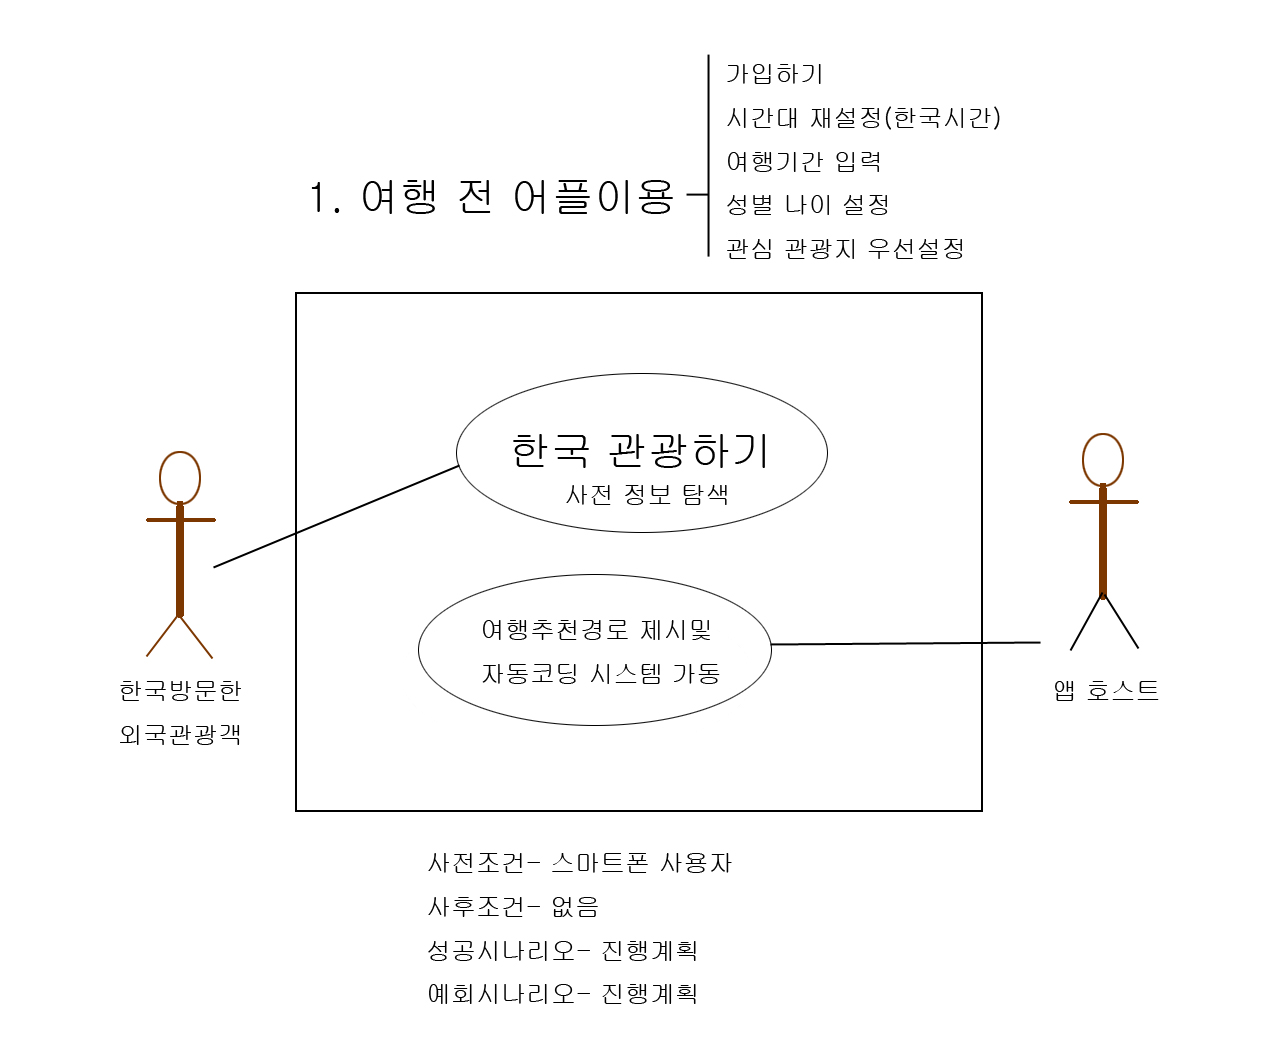 가입하기
시간대 재설정(한국시간)
여행기간 입력
1. 여행 전 어플이용
성별 나이 설정
관심 관광지 우선설정
한국 관광하기
사전 정보 탐색
여행추천경로 제시및
자동코딩 시스템 가동
한국방문한
외국관광객
앱 호스트
사전조건- 스마트폰 사용자
사후조건- 없음
성공시나리오- 진행계획
예회시나리오- 진행계획